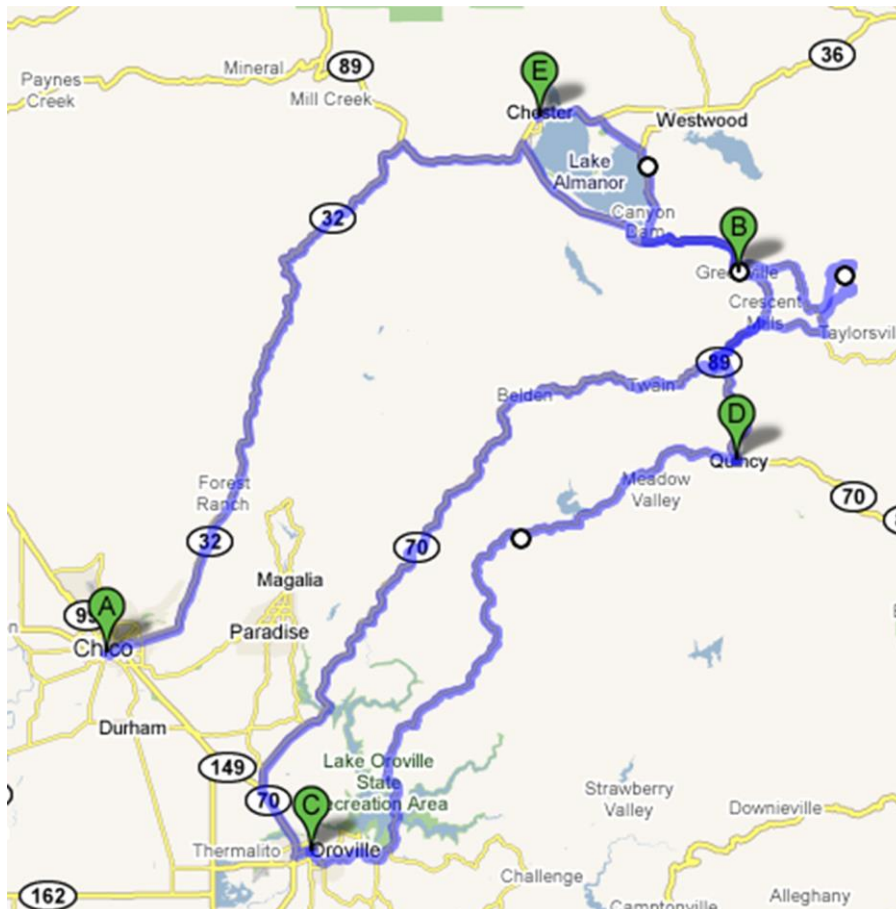 89
36
Mineral
Paynes
Creek
Mill Creek
E
Chester
Westwood
Lake
Almanor
32
Canyon
Dam
B
Greenville
Crescent
Mills
Taylorsvil
89
Belden
Twain
D
Quincy
Meadow
Valley
70
Forest
Ranch
32
70
Magalia
A
99
Paradise
Chico
Durham
149
Lake Oroville
State
Recreation Area
70
C
Strawberry
Valley
Downieville
Thermalito
Oroville
Challenge
162
Camptonville
Alleghany